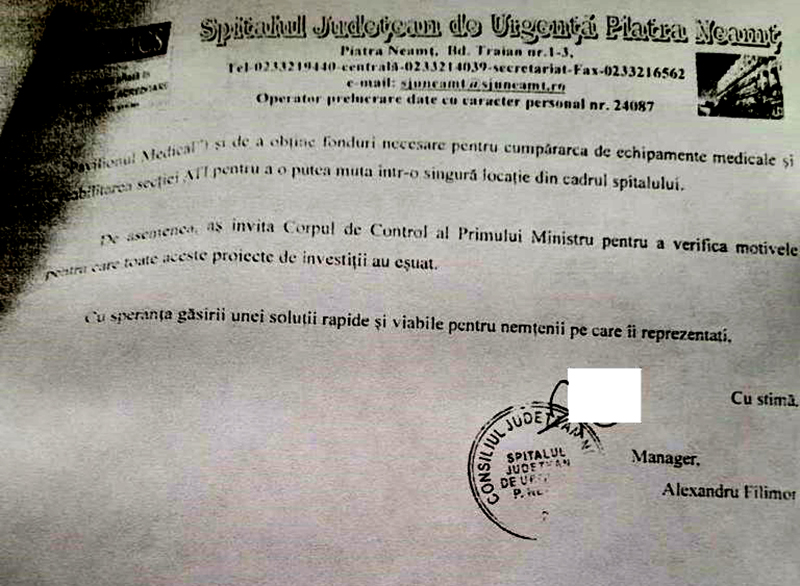 Spitalul Județean de Urgență Piatra Neamț
Piatra Neamț, Bd. Traian nr.1-3,
Tel-0233219440-centrală-0233214039-secretariat-Fax-0233216562
e-mail: sjuneamt@sjuneamt.ro
Operator prelucrare date cu caracter personal nr. 24087
Pavilionul Medical") și de a obține fonduri necesare pentru cumpărarea de echipamente medicale și
secției ATI pentru a o putea muta într-o singură locație din cadrul spitalului.
De asemenea, aș invita Corpul de Control al Primului Ministru pentru a verifica motivele
pentru care toate aceste proiecte de investiții au eșuat.
Cu speranța găsirii unei soluții rapide și viabile pentru nemțenii pe care îi reprezentați,
Cu stimă,
CONSILIUL JUDEȚEAN
SPITALUL
JUDEȚEAN
DE
P.
Manager,
Alexandru Filimon